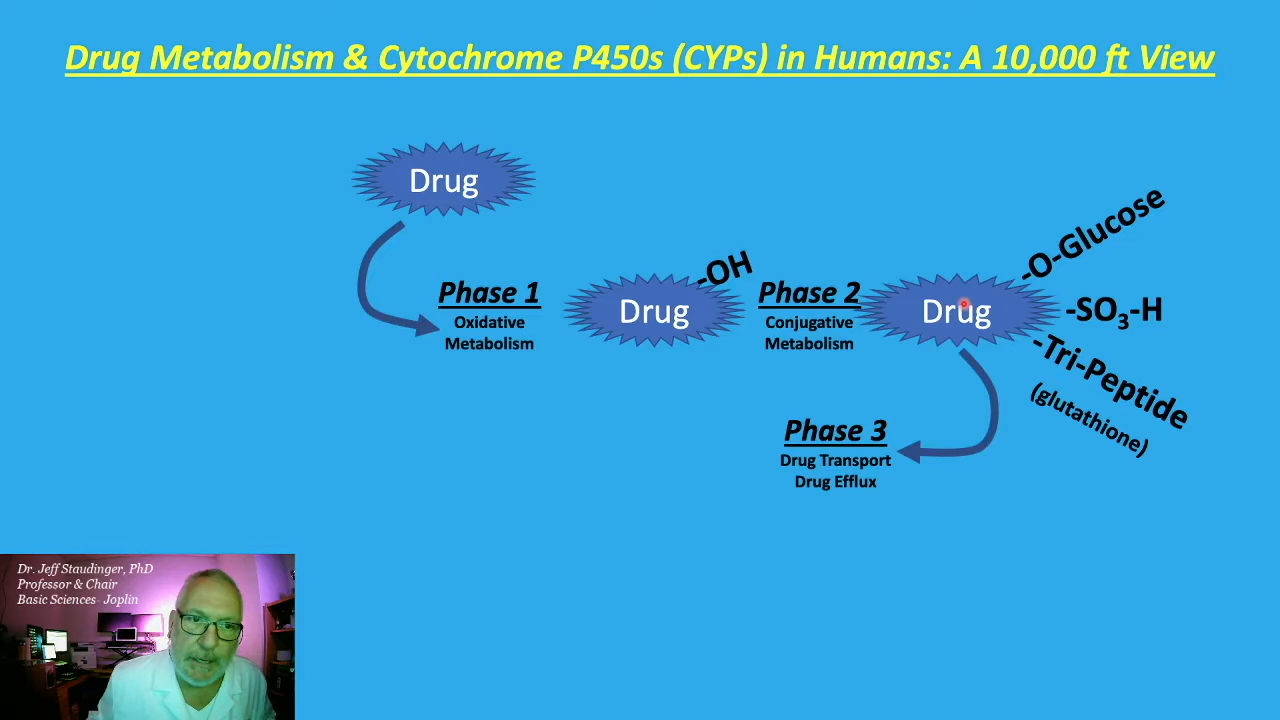 Drug Metabolism & Cytochrome P450s (CYPs) in Humans: A 10,000 ft View
Drug
Phase 1
Oxidative
Metabolism
Drug
-OH
Phase 2
Conjugative
Metabolism
Drug
-O-Glucose
-SO₃-H
-Tri-Peptide
(glutathione)
Phase 3
Drug Transport
Drug Efflux
Dr. Jeff Staudinger, PhD
Professor & Chair
Basic Sciences- Joplin